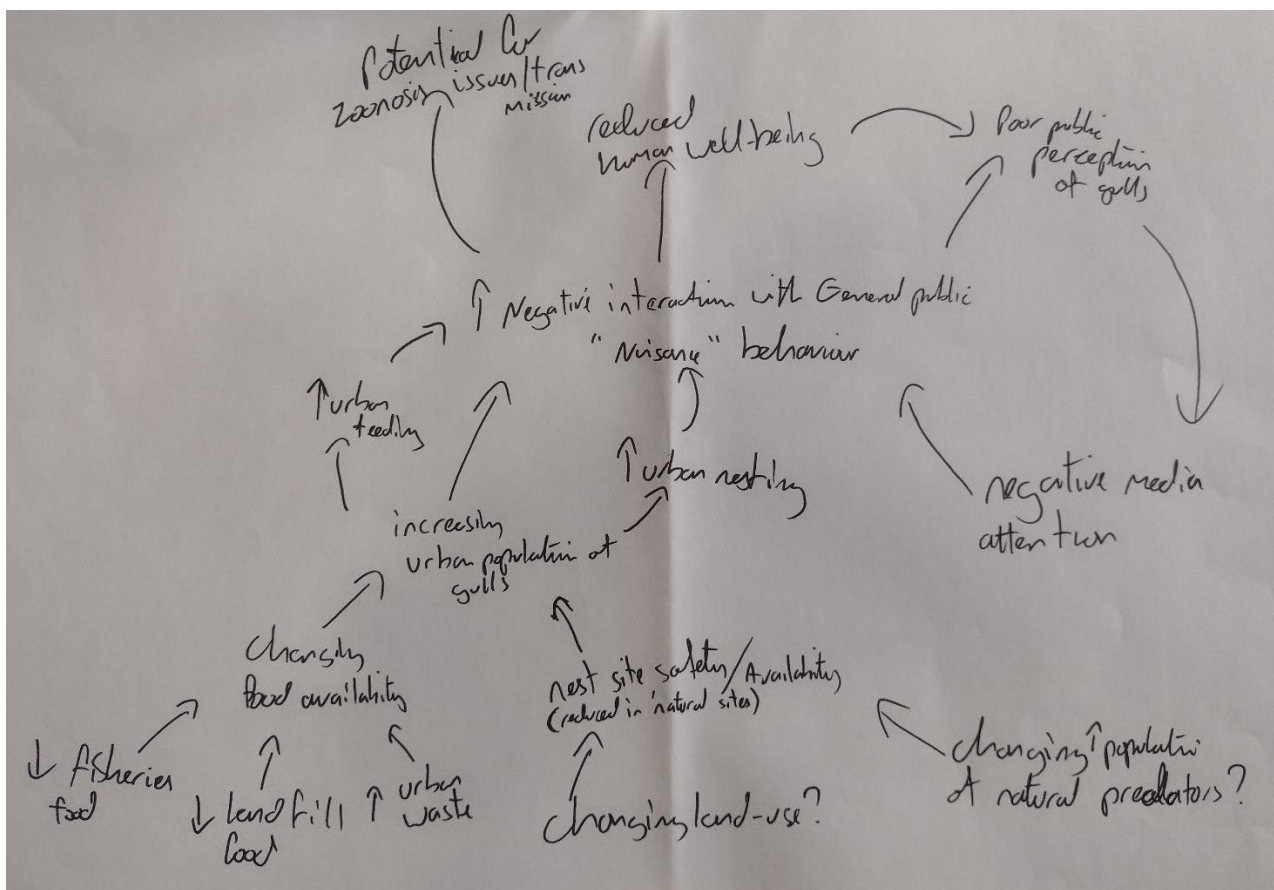 Potential for
zoonosis issues/trans
mission
reduced
human well-being
Poor public
perception
of gulls
↑ Negative interaction with General public
"Nuisance" behaviour
↑ urban
feeding
↑ urban nesting
negative media
attention
increasing
urban population of
gulls
changing
food availability
nest site safety/Availability
(reduced in 'natural sites)
↓ fisheries
food
↓ landfill
food
↑ urban
waste
changing land-use?
changing ↑ population
of natural predators?